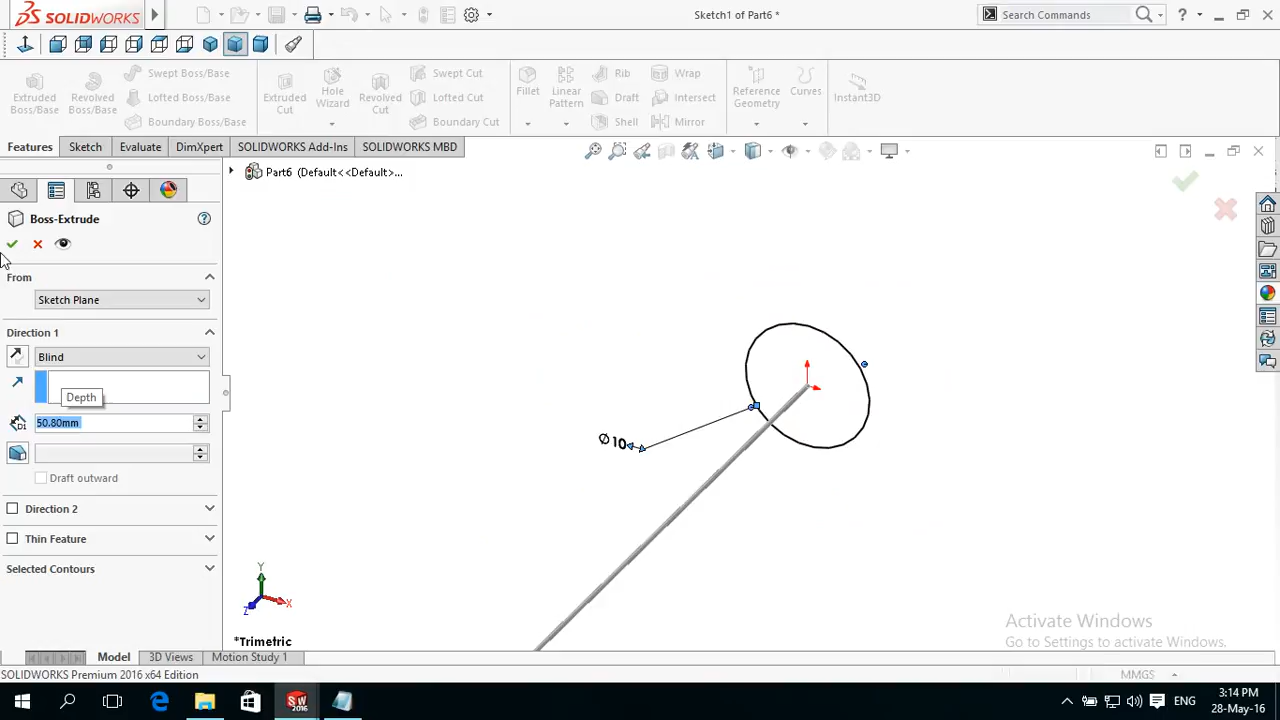 SOLIDWORKS
Sketch1 of Part6 *
Search Commands
?
Extruded Boss/Base
Revolved Boss/Base
Swept Boss/Base
Lofted Boss/Base
Boundary Boss/Base
Extruded Cut
Hole Wizard
Revolved Cut
Swept Cut
Lofted Cut
Boundary Cut
Fillet
Linear Pattern
Rib
Draft
Shell
Wrap
Intersect
Mirror
Reference Geometry
Curves
Instant3D
Features
Sketch
Evaluate
DimXpert
SOLIDWORKS Add-Ins
SOLIDWORKS MBD
Part6 (Default<<Default>...
Boss-Extrude
?
From
Sketch Plane
Direction 1
Blind
Depth
D1
50.80mm
Draft outward
Direction 2
Thin Feature
Selected Contours
Ø10
Y
X
Z
*Trimetric
Activate Windows
Go to Settings to activate Windows.
Model
3D Views
Motion Study 1
SOLIDWORKS Premium 2016 x64 Edition
MMGS
SW
2016
ENG
3:14 PM
28-May-16